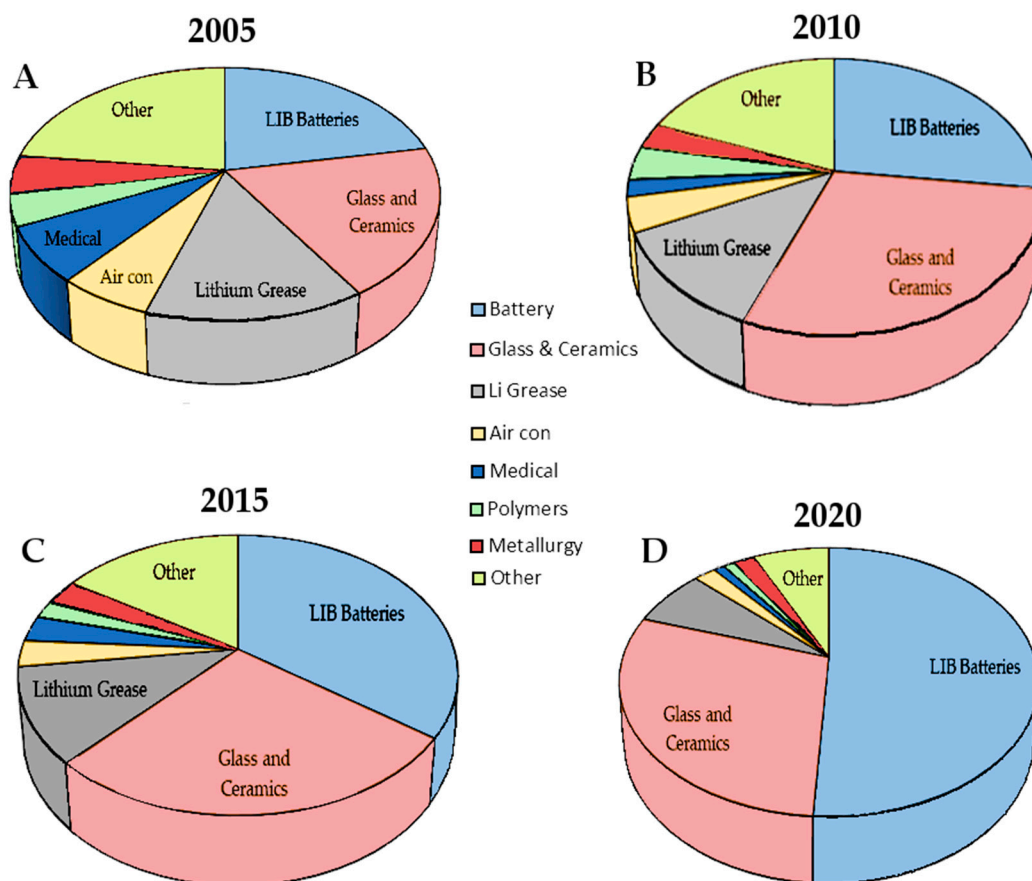 2005
A
Other
LIB Batteries
Glass and
Ceramics
Medical
Air con
Lithium Grease
2010
B
Other
LIB Batteries
Lithium Grease
Glass and
Ceramics
Battery
Glass & Ceramics
Li Grease
Air con
Medical
Polymers
Metallurgy
Other
2015
C
Other
LIB Batteries
Lithium Grease
Glass and
Ceramics
2020
D
Other
LIB Batteries
Glass and
Ceramics